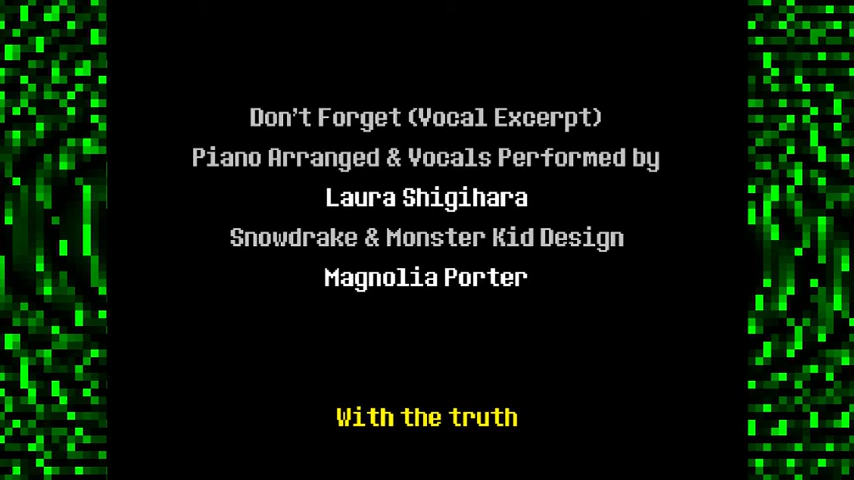 Don't Forget (Vocal Excerpt)
Piano Arranged & Vocals Performed by
Laura Shigihara
Snowdrake & Monster Kid Design
Magnolia Porter
With the truth